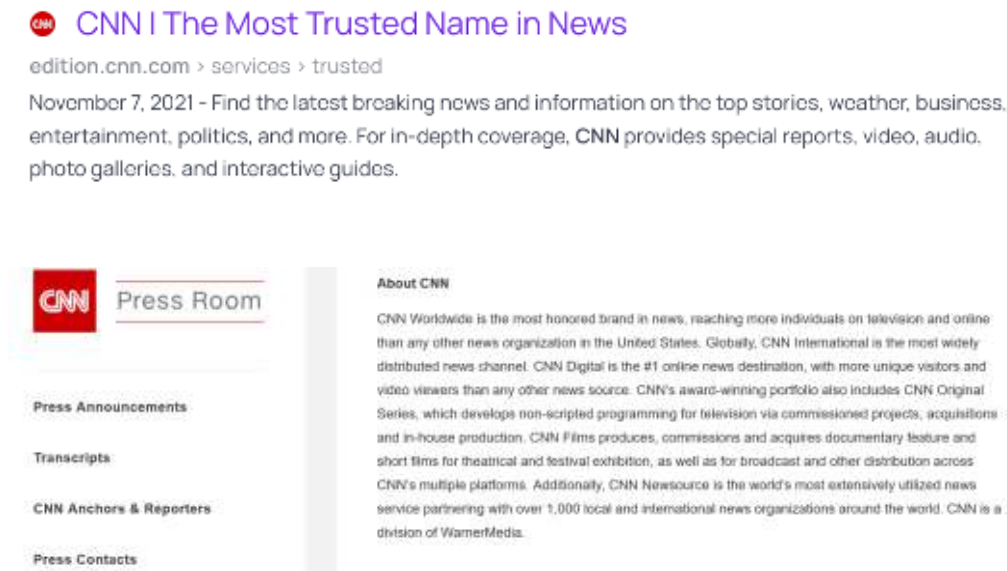 CNN
CNN | The Most Trusted Name in News
edition.cnn.com > services > trusted
November 7, 2021 - Find the latest breaking news and information on the top stories, weather, business,
entertainment, politics, and more. For in-depth coverage, CNN provides special reports, video, audio,
photo galleries, and interactive guides.
CNN Press Room
Press Announcements
Transcripts
CNN Anchors & Reporters
Press Contacts
About CNN
CNN Worldwide is the most honored brand in news, reaching more individuals on television and online
than any other news organization in the United States. Globally, CNN International is the most widely
distributed news channel. CNN Digital is the #1 online news destination, with more unique visitors and
video viewers than any other news source. CNN's award-winning portfolio also includes CNN Original
Series, which develops non-scripted programming for television via commissioned projects, acquisitions
and in-house production. CNN Films produces, commissions and acquires documentary feature and
short films for theatrical and festival exhibition, as well as for broadcast and other distribution across
CNN's multiple platforms. Additionally, CNN Newsource is the world's most extensively utilized news
service partnering with over 1,000 local and international news organizations around the world. CNN is a
division of WarnerMedia.